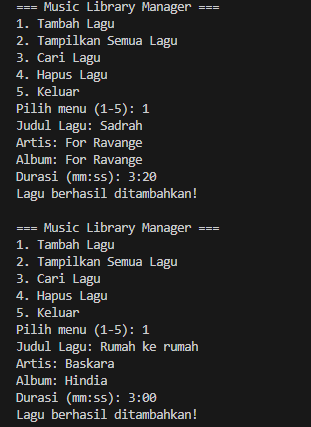 === Music Library Manager ===
1. Tambah Lagu
2. Tampilkan Semua Lagu
3. Cari Lagu
4. Hapus Lagu
5. Keluar
Pilih menu (1-5): 1
Judul Lagu: Sadrah
Artis: For Ravange
Album: For Ravange
Durasi (mm:ss): 3:20
Lagu berhasil ditambahkan!

=== Music Library Manager ===
1. Tambah Lagu
2. Tampilkan Semua Lagu
3. Cari Lagu
4. Hapus Lagu
5. Keluar
Pilih menu (1-5): 1
Judul Lagu: Rumah ke rumah
Artis: Baskara
Album: Hindia
Durasi (mm:ss): 3:00
Lagu berhasil ditambahkan!